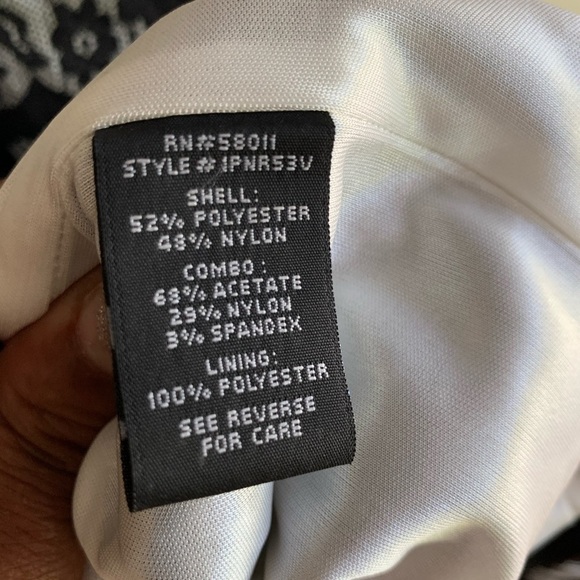 RN#58011
STYLE # 1PNR53V
SHELL:
52% POLYESTER
48% NYLON
COMBO:
68% ACETATE
29% NYLON
3% SPANDEX
LINING:
100% POLYESTER
SEE REVERSE
FOR CARE